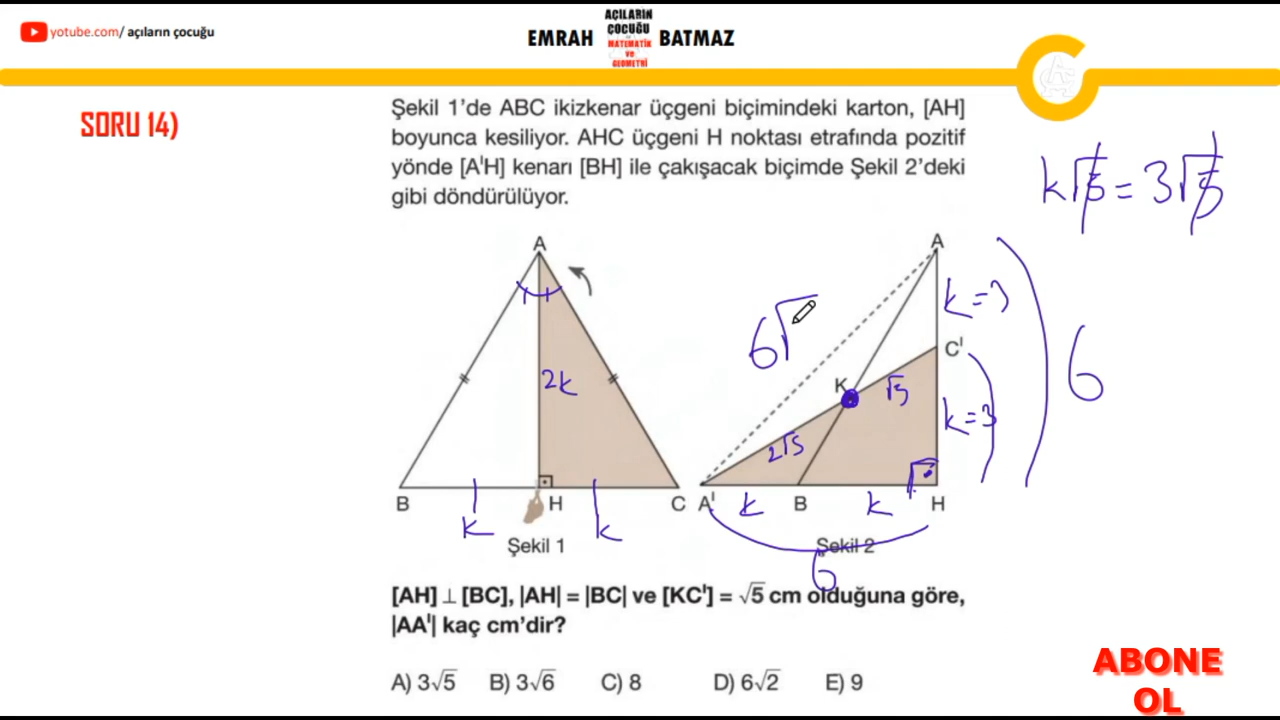 yotube.com/ açıların çocuğu
EMRAH
AÇILARIN
ÇOCUĞU
MATEMATİK
ve
GEOMETRİ
BATMAZ
SORU 14)
Şekil 1'de ABC ikizkenar üçgeni biçimindeki karton, [AH]
boyunca kesiliyor. AHC üçgeni H noktası etrafında pozitif
yönde [A'H] kenarı [BH] ile çakışacak biçimde Şekil 2'deki
gibi döndürülüyor.
k√5 = 3√5
A
2k
B
H
C
k
k
Şekil 1
A
k=3
C'
K
√5
6√
2√5
k=3
6
A'
k
B
k
H
Şekil 2
6
[AH] ⊥ [BC], |AH| = |BC| ve [KC'] = √5 cm olduğuna göre,
|AA'| kaç cm'dir?
A) 3√5 B) 3√6 C) 8 D) 6√2 E) 9
ABONE
OL